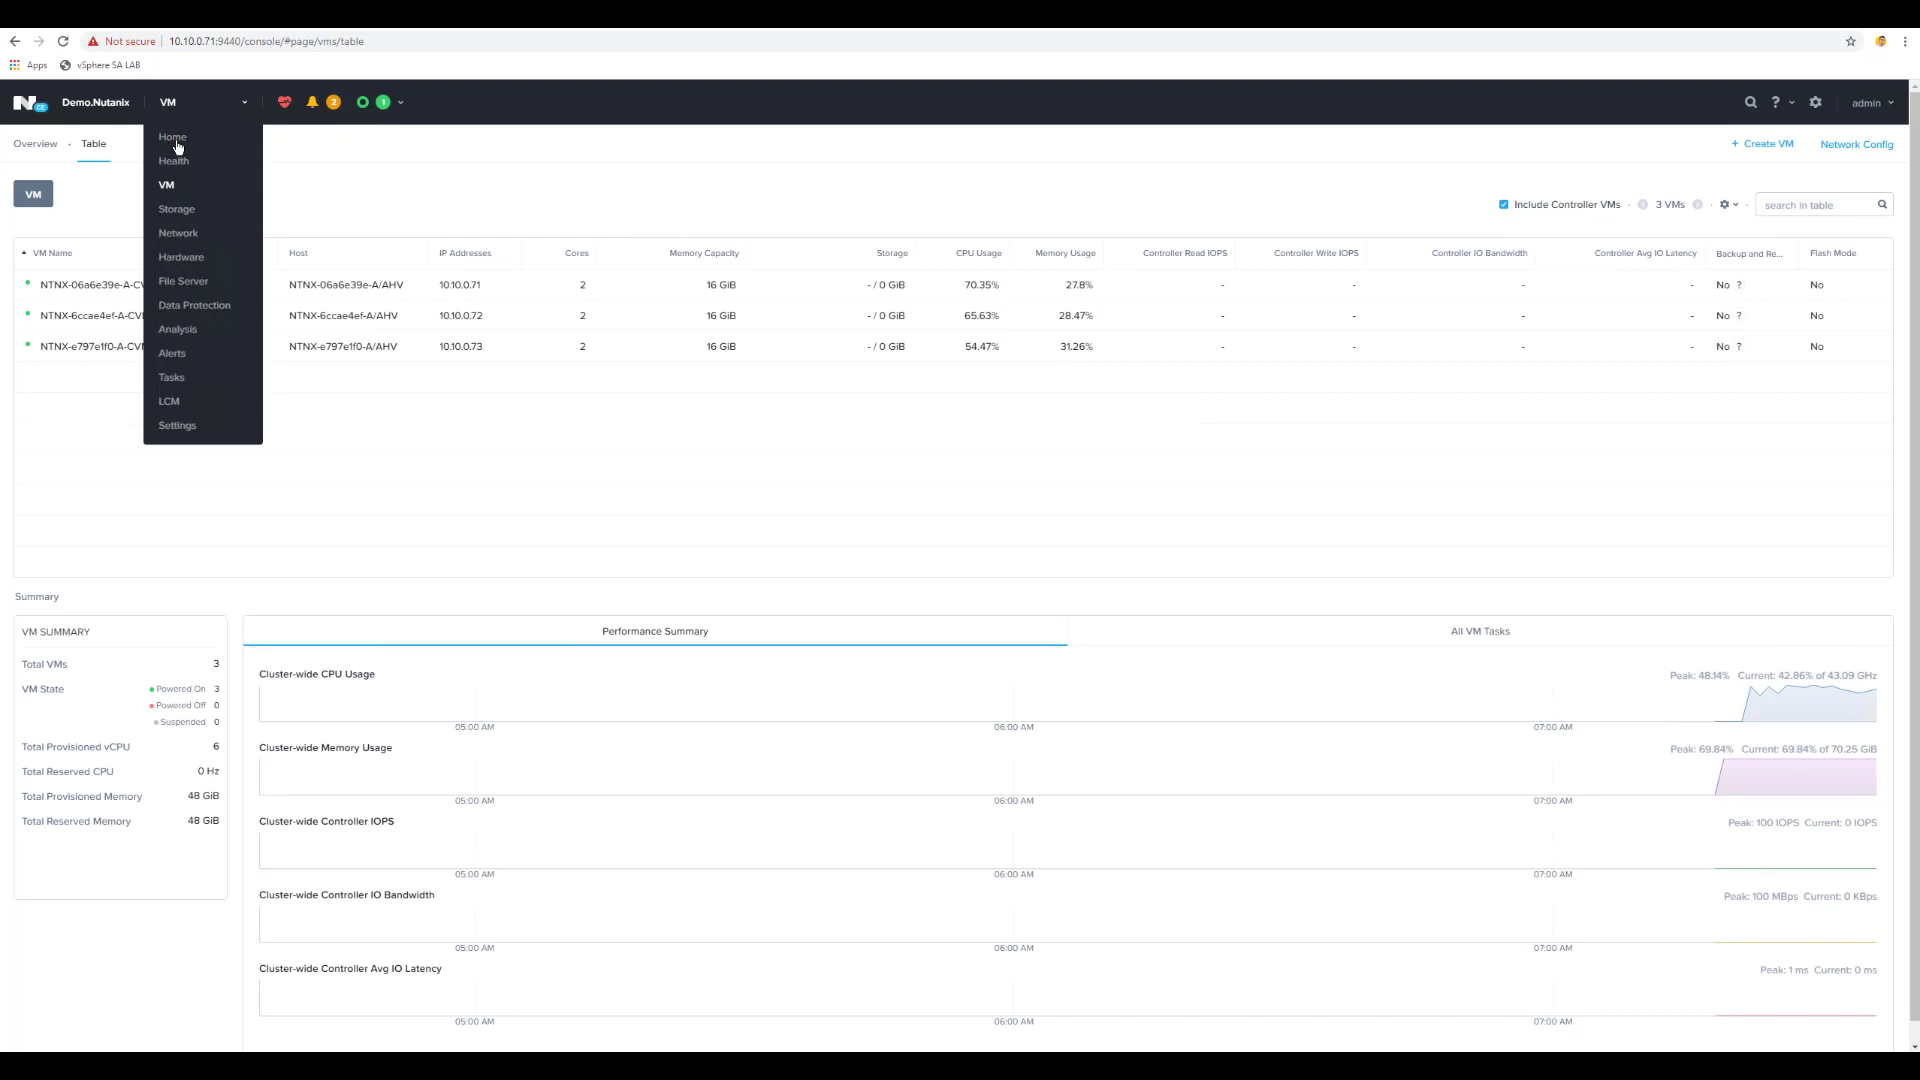 Not secure 10.10.0.71:9440/console/#page/vms/table
Apps vSphere SA LAB
N CE Demo.Nutanix VM 2 1 ? admin
Overview · Table + Create VM Network Config
Home
Health
VM
Storage
Network
Hardware
File Server
Data Protection
Analysis
Alerts
Tasks
LCM
Settings
VM Include Controller VMs · 3 VMs · · search in table
VM Name Host IP Addresses Cores Memory Capacity Storage CPU Usage Memory Usage Controller Read IOPS Controller Write IOPS Controller IO Bandwidth Controller Avg IO Latency Backup and Re... Flash Mode
NTNX-06a6e39e-A-CV NTNX-06a6e39e-A/AHV 10.10.0.71 2 16 GiB - / 0 GiB 70.35% 27.8% - - - - No ? No
NTNX-6ccae4ef-A-CV NTNX-6ccae4ef-A/AHV 10.10.0.72 2 16 GiB - / 0 GiB 65.63% 28.47% - - - - No ? No
NTNX-e797e1f0-A-CV NTNX-e797e1f0-A/AHV 10.10.0.73 2 16 GiB - / 0 GiB 54.47% 31.26% - - - - No ? No
Summary
VM SUMMARY
Total VMs 3
VM State Powered On 3
Powered Off 0
Suspended 0
Total Provisioned vCPU 6
Total Reserved CPU 0 Hz
Total Provisioned Memory 48 GiB
Total Reserved Memory 48 GiB
Performance Summary All VM Tasks
Cluster-wide CPU Usage Peak: 48.14% Current: 42.86% of 43.09 GHz
05:00 AM 06:00 AM 07:00 AM
Cluster-wide Memory Usage Peak: 69.84% Current: 69.84% of 70.25 GiB
05:00 AM 06:00 AM 07:00 AM
Cluster-wide Controller IOPS Peak: 100 IOPS Current: 0 IOPS
05:00 AM 06:00 AM 07:00 AM
Cluster-wide Controller IO Bandwidth Peak: 100 MBps Current: 0 KBps
05:00 AM 06:00 AM 07:00 AM
Cluster-wide Controller Avg IO Latency Peak: 1 ms Current: 0 ms
05:00 AM 06:00 AM 07:00 AM